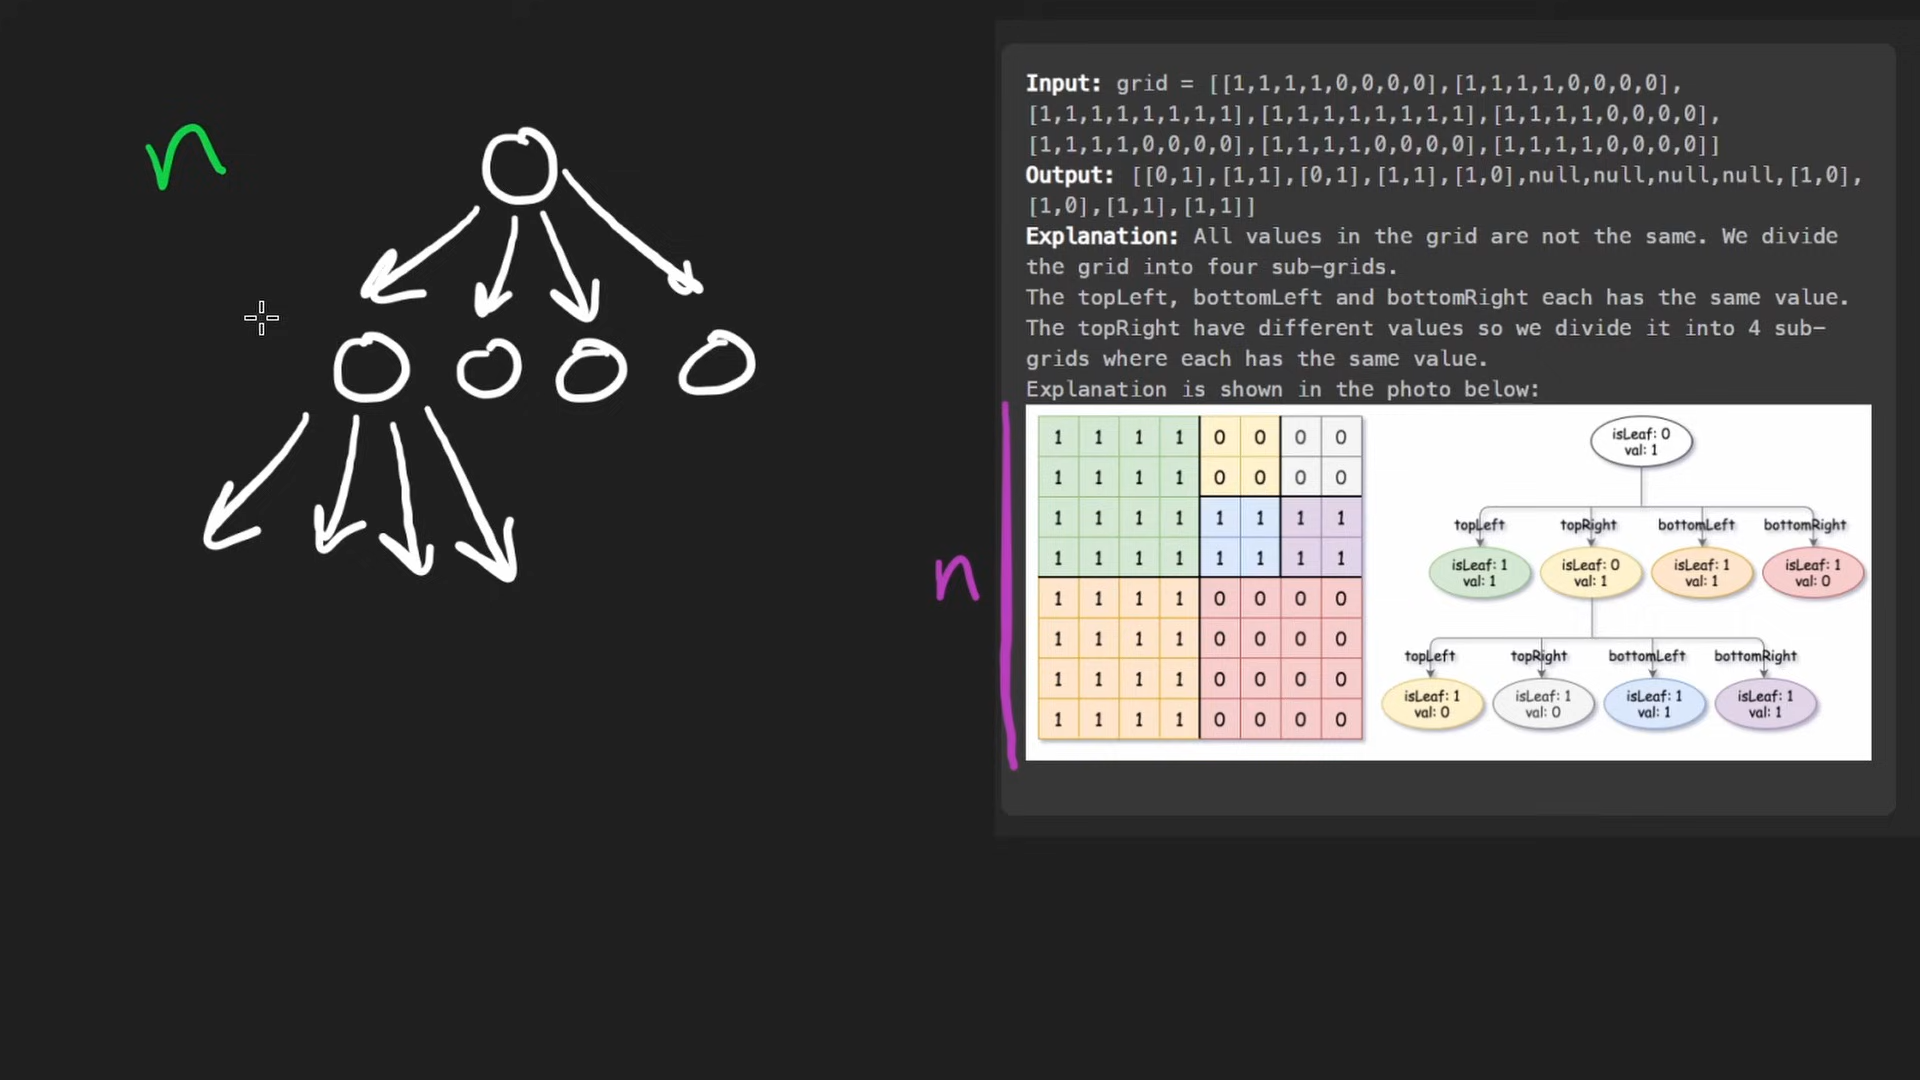 n
Input: grid = [[1,1,1,1,0,0,0,0],[1,1,1,1,0,0,0,0],
[1,1,1,1,1,1,1,1],[1,1,1,1,1,1,1,1],[1,1,1,1,0,0,0,0],
[1,1,1,1,0,0,0,0],[1,1,1,1,0,0,0,0],[1,1,1,1,0,0,0,0]]
Output: [[0,1],[1,1],[0,1],[1,1],[1,0],null,null,null,null,[1,0],
[1,0],[1,1],[1,1]]
Explanation: All values in the grid are not the same. We divide
the grid into four sub-grids.
The topLeft, bottomLeft and bottomRight each has the same value.
The topRight have different values so we divide it into 4 sub-
grids where each has the same value.
Explanation is shown in the photo below:
n
1 1 1 1 0 0 0 0
1 1 1 1 0 0 0 0
1 1 1 1 1 1 1 1
1 1 1 1 1 1 1 1
1 1 1 1 0 0 0 0
1 1 1 1 0 0 0 0
1 1 1 1 0 0 0 0
1 1 1 1 0 0 0 0
isLeaf: 0
val: 1
topLeft topRight bottomLeft bottomRight
isLeaf: 1 isLeaf: 0 isLeaf: 1 isLeaf: 1
val: 1 val: 1 val: 1 val: 0
topLeft topRight bottomLeft bottomRight
isLeaf: 1 isLeaf: 1 isLeaf: 1 isLeaf: 1
val: 0 val: 0 val: 1 val: 1